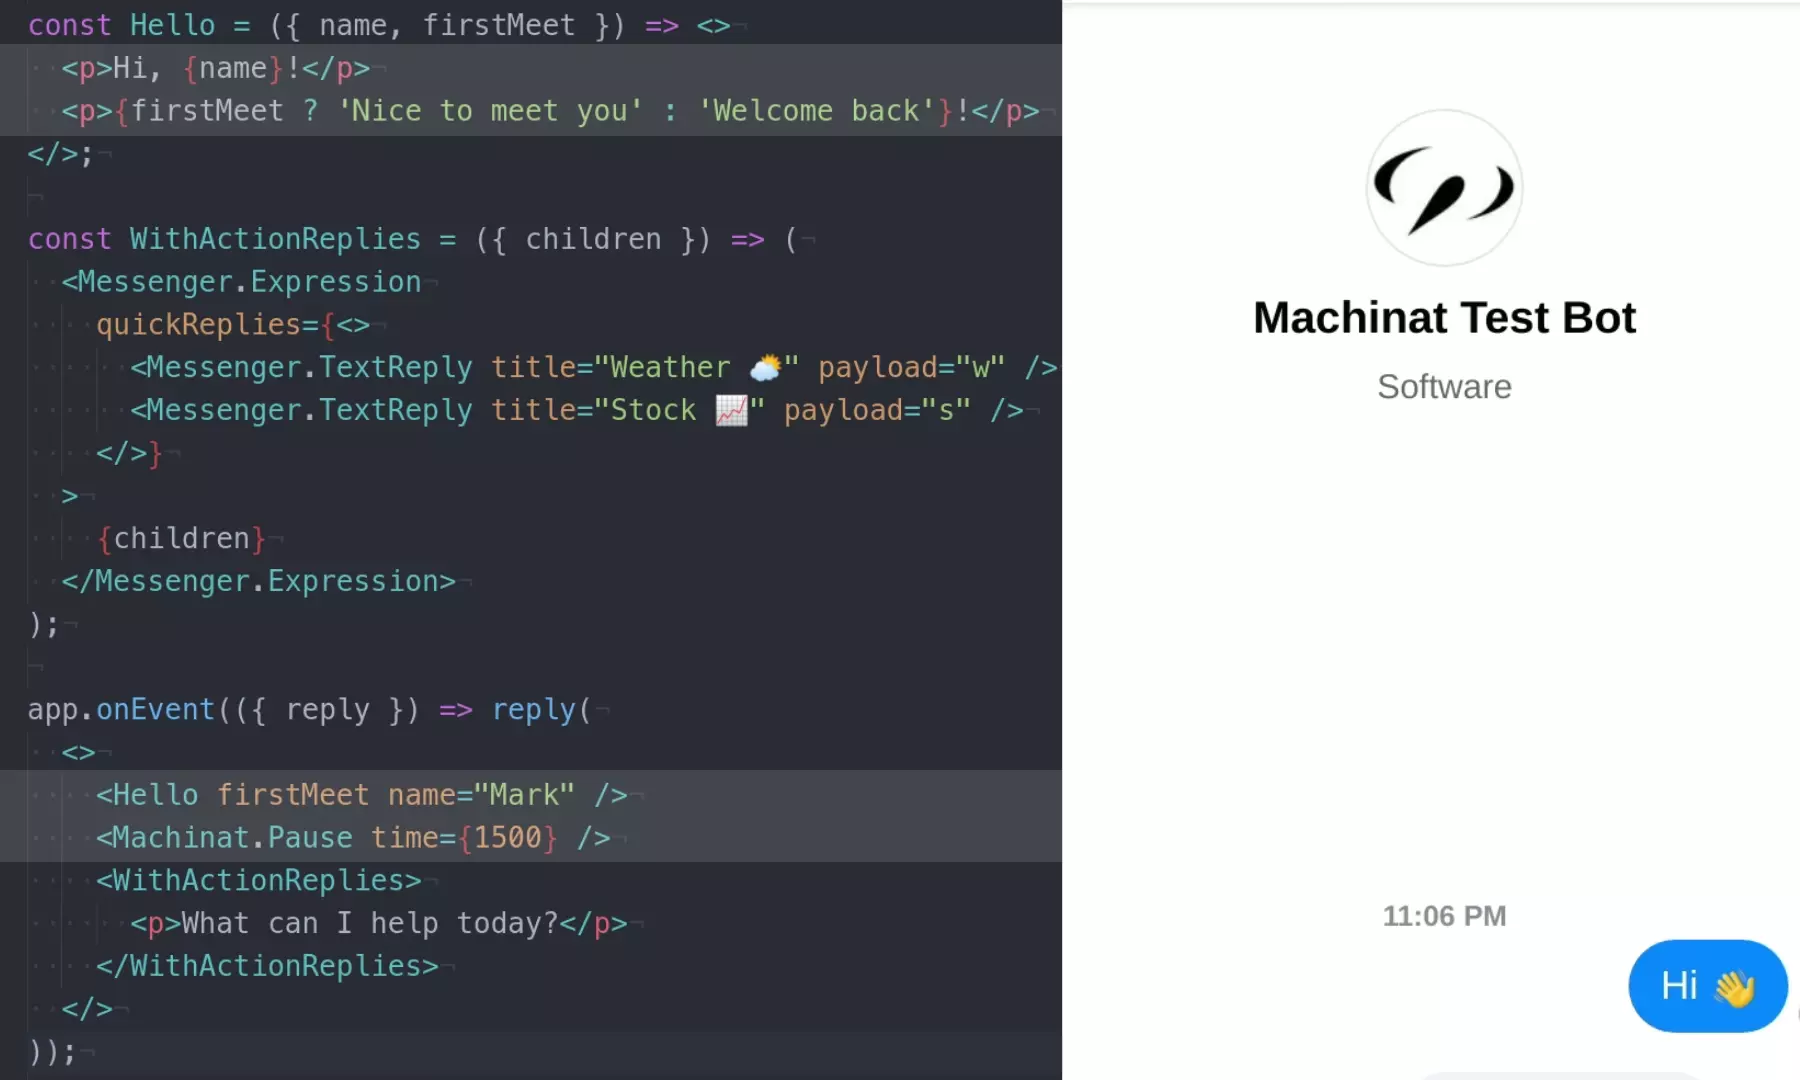 const Hello = ({ name, firstMeet }) => <>
  <p>Hi, {name}!</p>
  <p>{firstMeet ? 'Nice to meet you' : 'Welcome back'}!</p>
</>;

const WithActionReplies = ({ children }) => (
  <Messenger.Expression
    quickReplies={<>
      <Messenger.TextReply title="Weather 🌥️" payload="w" />
      <Messenger.TextReply title="Stock 📈" payload="s" />
    </>}
  >
    {children}
  </Messenger.Expression>
);

app.onEvent(({ reply }) => reply(
  <>
    <Hello firstMeet name="Mark" />
    <Machinat.Pause time={1500} />
    <WithActionReplies>
      <p>What can I help today?</p>
    </WithActionReplies>
  </>
));
Machinat Test Bot
Software
11:06 PM
Hi 👋